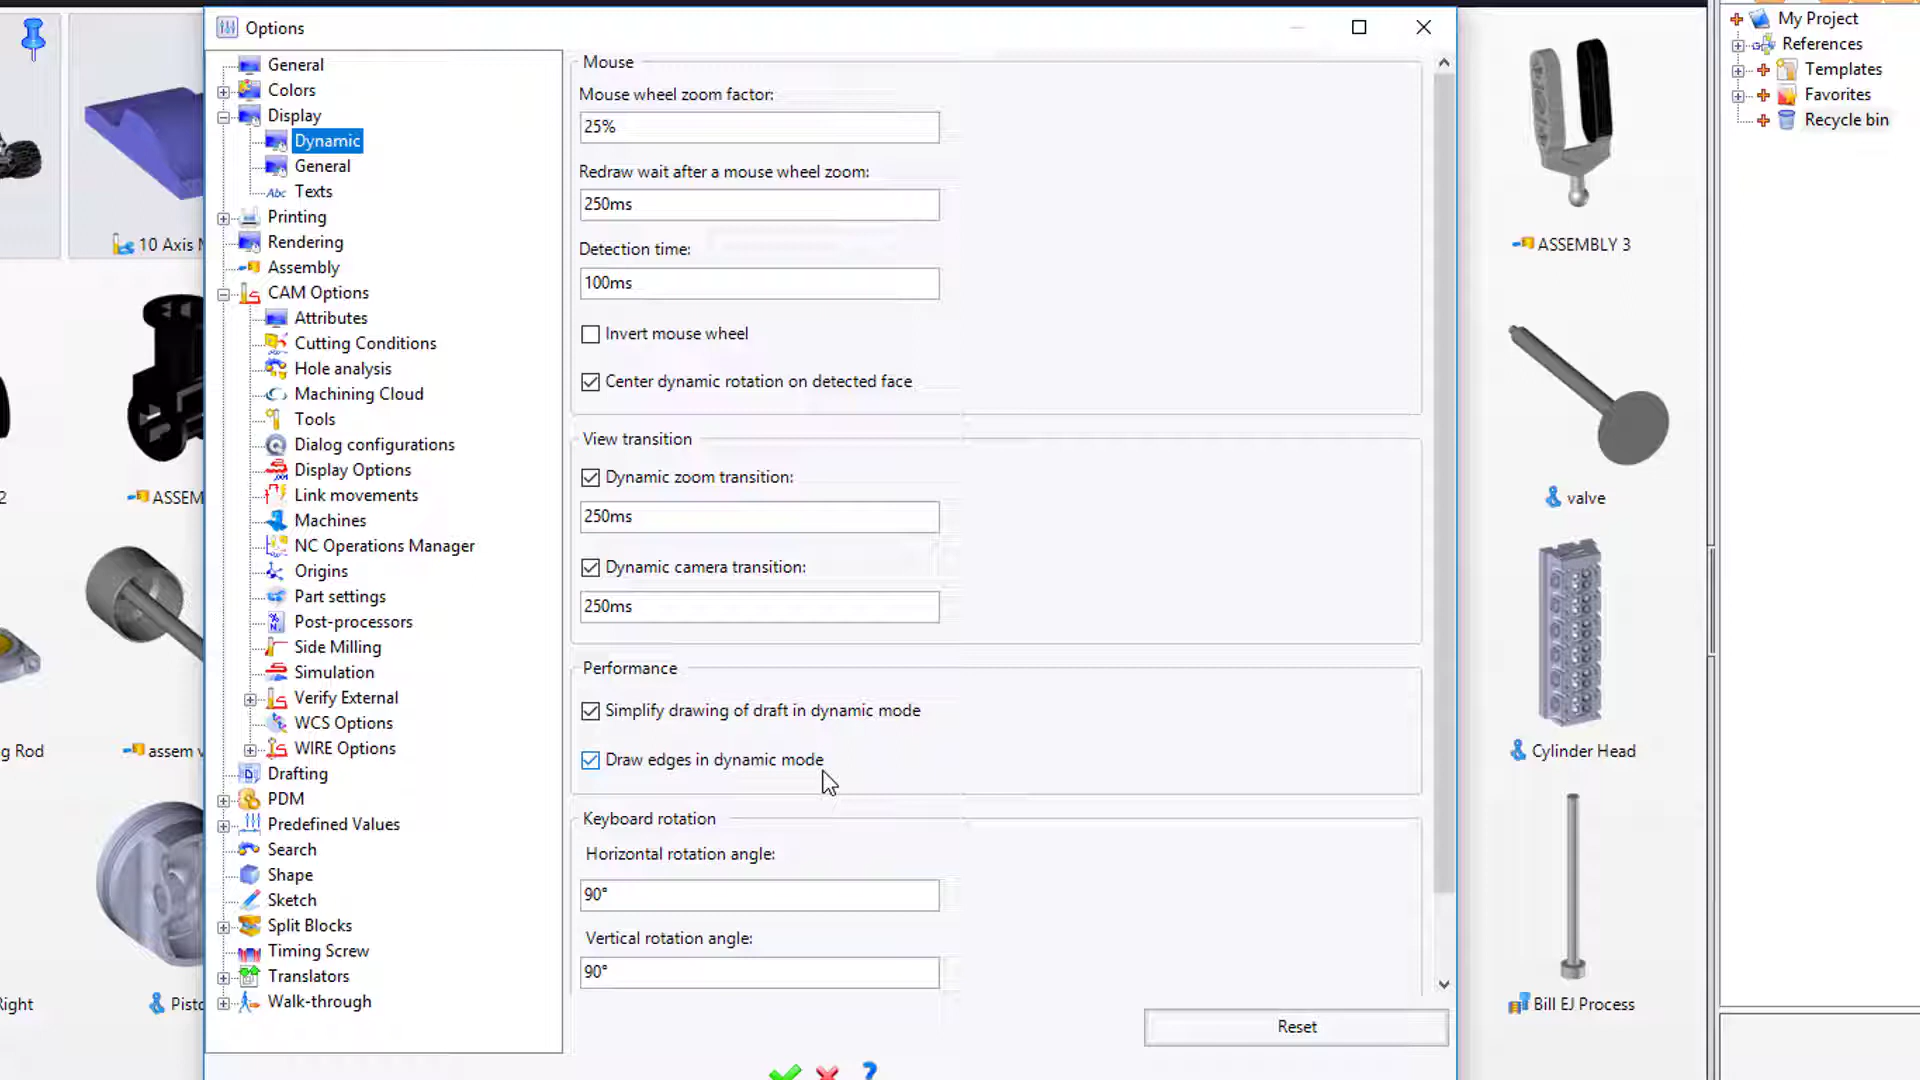 Options
General
Colors
Display
Dynamic
General
Texts
Printing
Rendering
Assembly
CAM Options
Attributes
Cutting Conditions
Hole analysis
Machining Cloud
Tools
Dialog configurations
Display Options
Link movements
Machines
NC Operations Manager
Origins
Part settings
Post-processors
Side Milling
Simulation
Verify External
WCS Options
WIRE Options
Drafting
PDM
Predefined Values
Search
Shape
Sketch
Split Blocks
Timing Screw
Translators
Walk-through
Mouse
Mouse wheel zoom factor:
25%
Redraw wait after a mouse wheel zoom:
250ms
Detection time:
100ms
Invert mouse wheel
Center dynamic rotation on detected face
View transition
Dynamic zoom transition:
250ms
Dynamic camera transition:
250ms
Performance
Simplify drawing of draft in dynamic mode
Draw edges in dynamic mode
Keyboard rotation
Horizontal rotation angle:
90°
Vertical rotation angle:
90°
Reset
10 Axis
2
ASSEM
g Rod
assem
Right
Pisto
ASSEMBLY 3
valve
Cylinder Head
Bill EJ Process
My Project
References
Templates
Favorites
Recycle bin